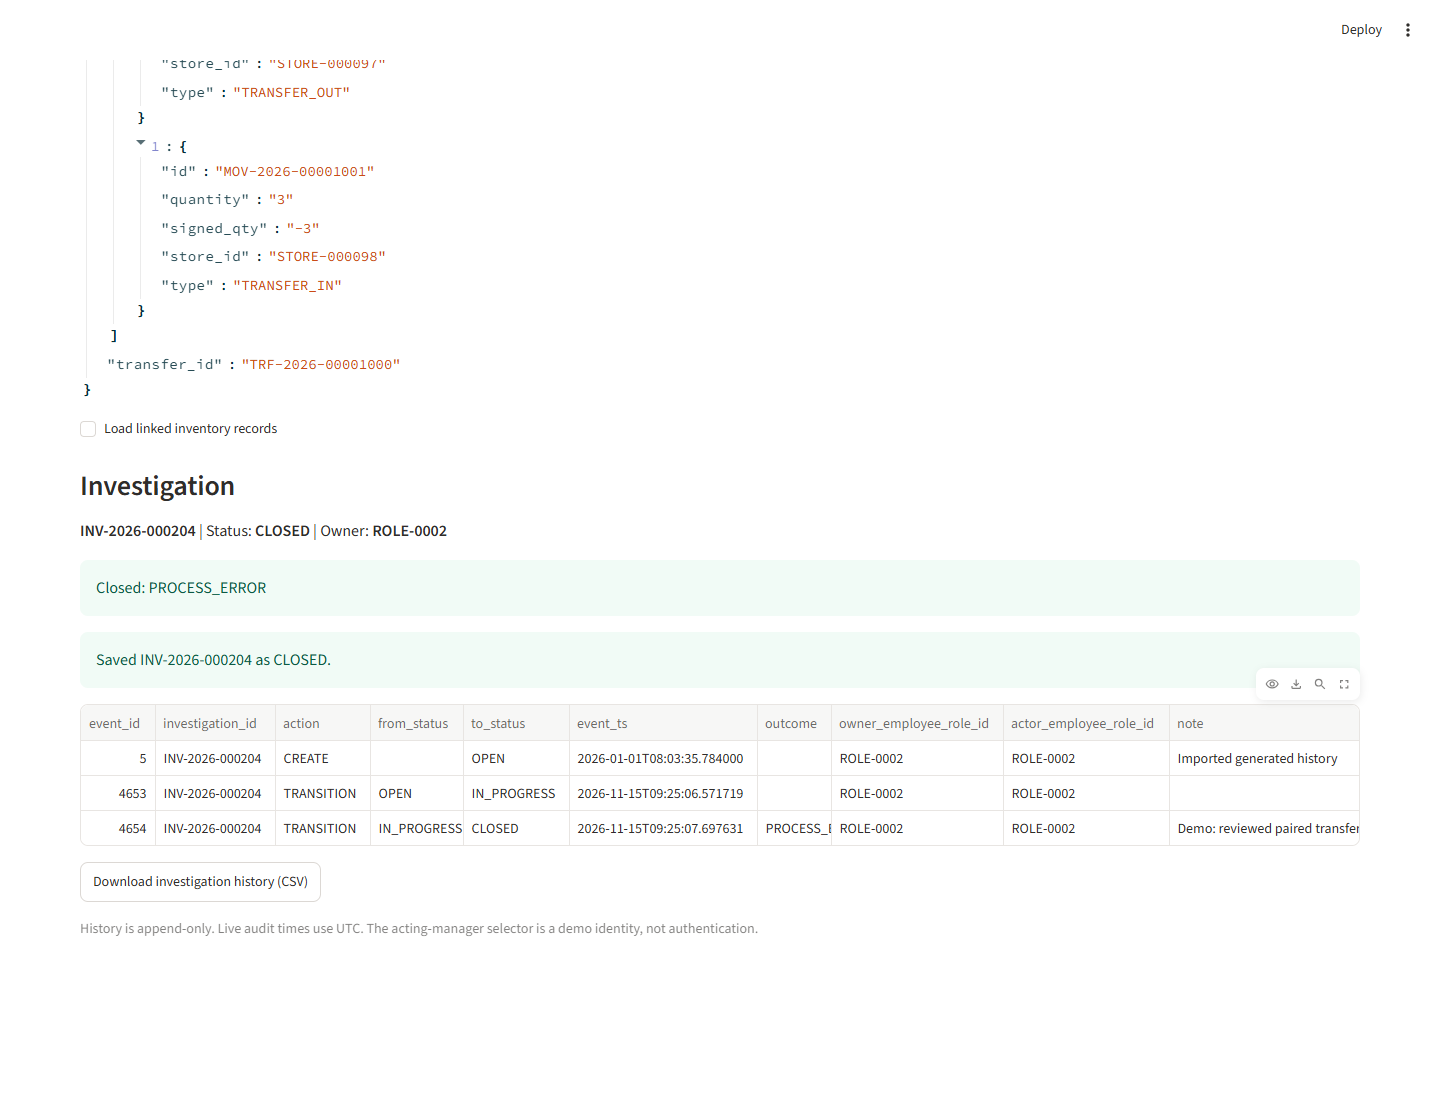 Deploy
"store_id" : "STORE-000097"
"type" : "TRANSFER_OUT"
}
1 : {
"id" : "MOV-2026-00001001"
"quantity" : "3"
"signed_qty" : "-3"
"store_id" : "STORE-000098"
"type" : "TRANSFER_IN"
}
]
"transfer_id" : "TRF-2026-00001000"
}
Load linked inventory records
Investigation
INV-2026-000204 | Status: CLOSED | Owner: ROLE-0002
Closed: PROCESS_ERROR
Saved INV-2026-000204 as CLOSED.
event_id investigation_id action from_status to_status event_ts outcome owner_employee_role_id actor_employee_role_id note
5 INV-2026-000204 CREATE OPEN 2026-01-01T08:03:35.784000 ROLE-0002 ROLE-0002 Imported generated history
4653 INV-2026-000204 TRANSITION OPEN IN_PROGRESS 2026-11-15T09:25:06.571719 ROLE-0002 ROLE-0002
4654 INV-2026-000204 TRANSITION IN_PROGRESS CLOSED 2026-11-15T09:25:07.697631 PROCESS_E ROLE-0002 ROLE-0002 Demo: reviewed paired transfer
Download investigation history (CSV)
History is append-only. Live audit times use UTC. The acting-manager selector is a demo identity, not authentication.